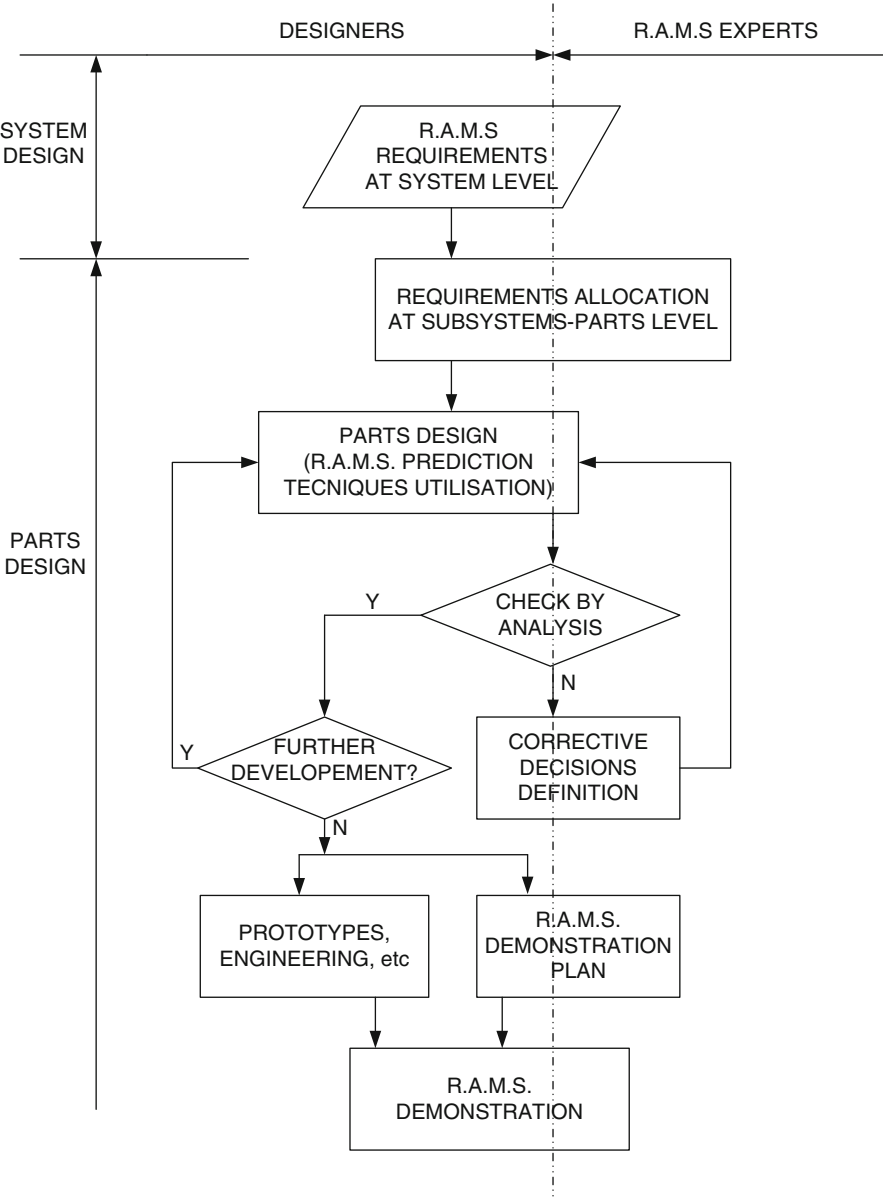 DESIGNERS
R.A.M.S EXPERTS
SYSTEM
DESIGN
R.A.M.S
REQUIREMENTS
AT SYSTEM LEVEL
REQUIREMENTS ALLOCATION
AT SUBSYSTEMS-PARTS LEVEL
PARTS DESIGN
(R.A.M.S. PREDICTION
TECNIQUES UTILISATION)
PARTS
DESIGN
CHECK BY
ANALYSIS
Y
N
FURTHER
DEVELOPEMENT?
Y
N
CORRECTIVE
DECISIONS
DEFINITION
PROTOTYPES,
ENGINEERING, etc
R.A.M.S.
DEMONSTRATION
PLAN
R.A.M.S.
DEMONSTRATION